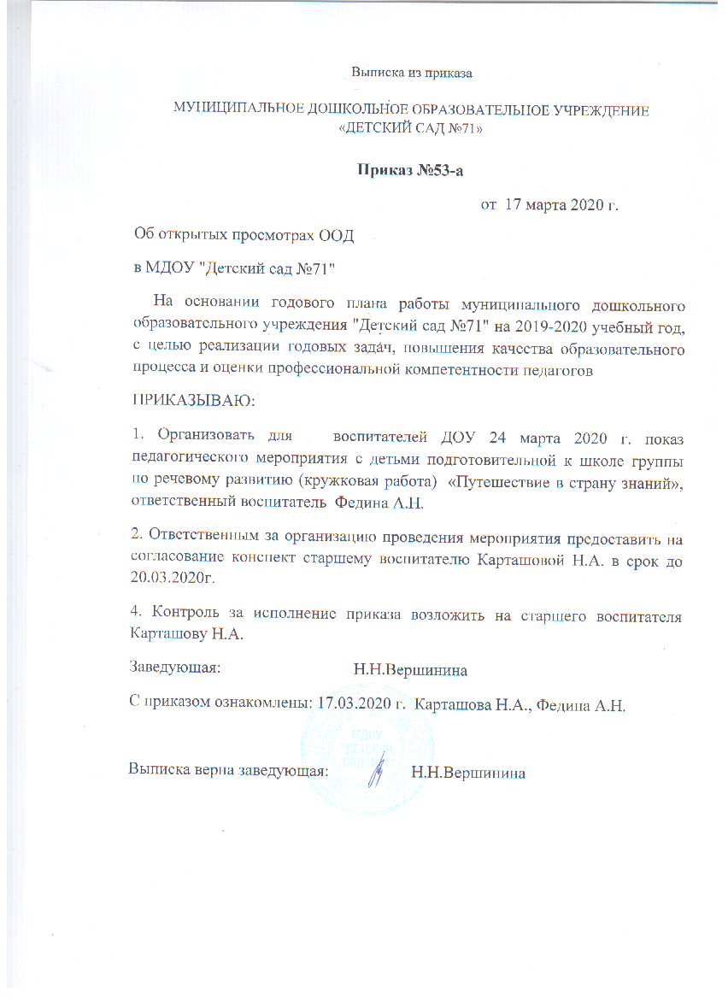 Выписка из приказа
МУНИЦИПАЛЬНОЕ ДОШКОЛЬНОЕ ОБРАЗОВАТЕЛЬНОЕ УЧРЕЖДЕНИЕ
«ДЕТСКИЙ САД №71»
Приказ №53-а
от 17 марта 2020 г.
Об открытых просмотрах ООД
в МДОУ "Детский сад №71"
На основании годового плана работы муниципального дошкольного
образовательного учреждения "Детский сад №71" на 2019-2020 учебный год,
с целью реализации годовых задач, повышения качества образовательного
процесса и оценки профессиональной компетентности педагогов
ПРИКАЗЫВАЮ:
1. Организовать для воспитателей ДОУ 24 марта 2020 г. показ
педагогического мероприятия с детьми подготовительной к школе группы
по речевому развитию (кружковая работа) «Путешествие в страну знаний»,
ответственный воспитатель Федина А.Н.
2. Ответственным за организацию проведения мероприятия предоставить на
согласование конспект старшему воспитателю Карташовой Н.А. в срок до
20.03.2020г.
4. Контроль за исполнение приказа возложить на старшего воспитателя
Карташову Н.А.
Заведующая: Н.Н.Вершинина
С приказом ознакомлены: 17.03.2020 г. Карташова Н.А., Федина А.Н.
МДОУ
"ДЕТСКИЙ
САД
Выписка верна заведующая: Н.Н.Вершинина